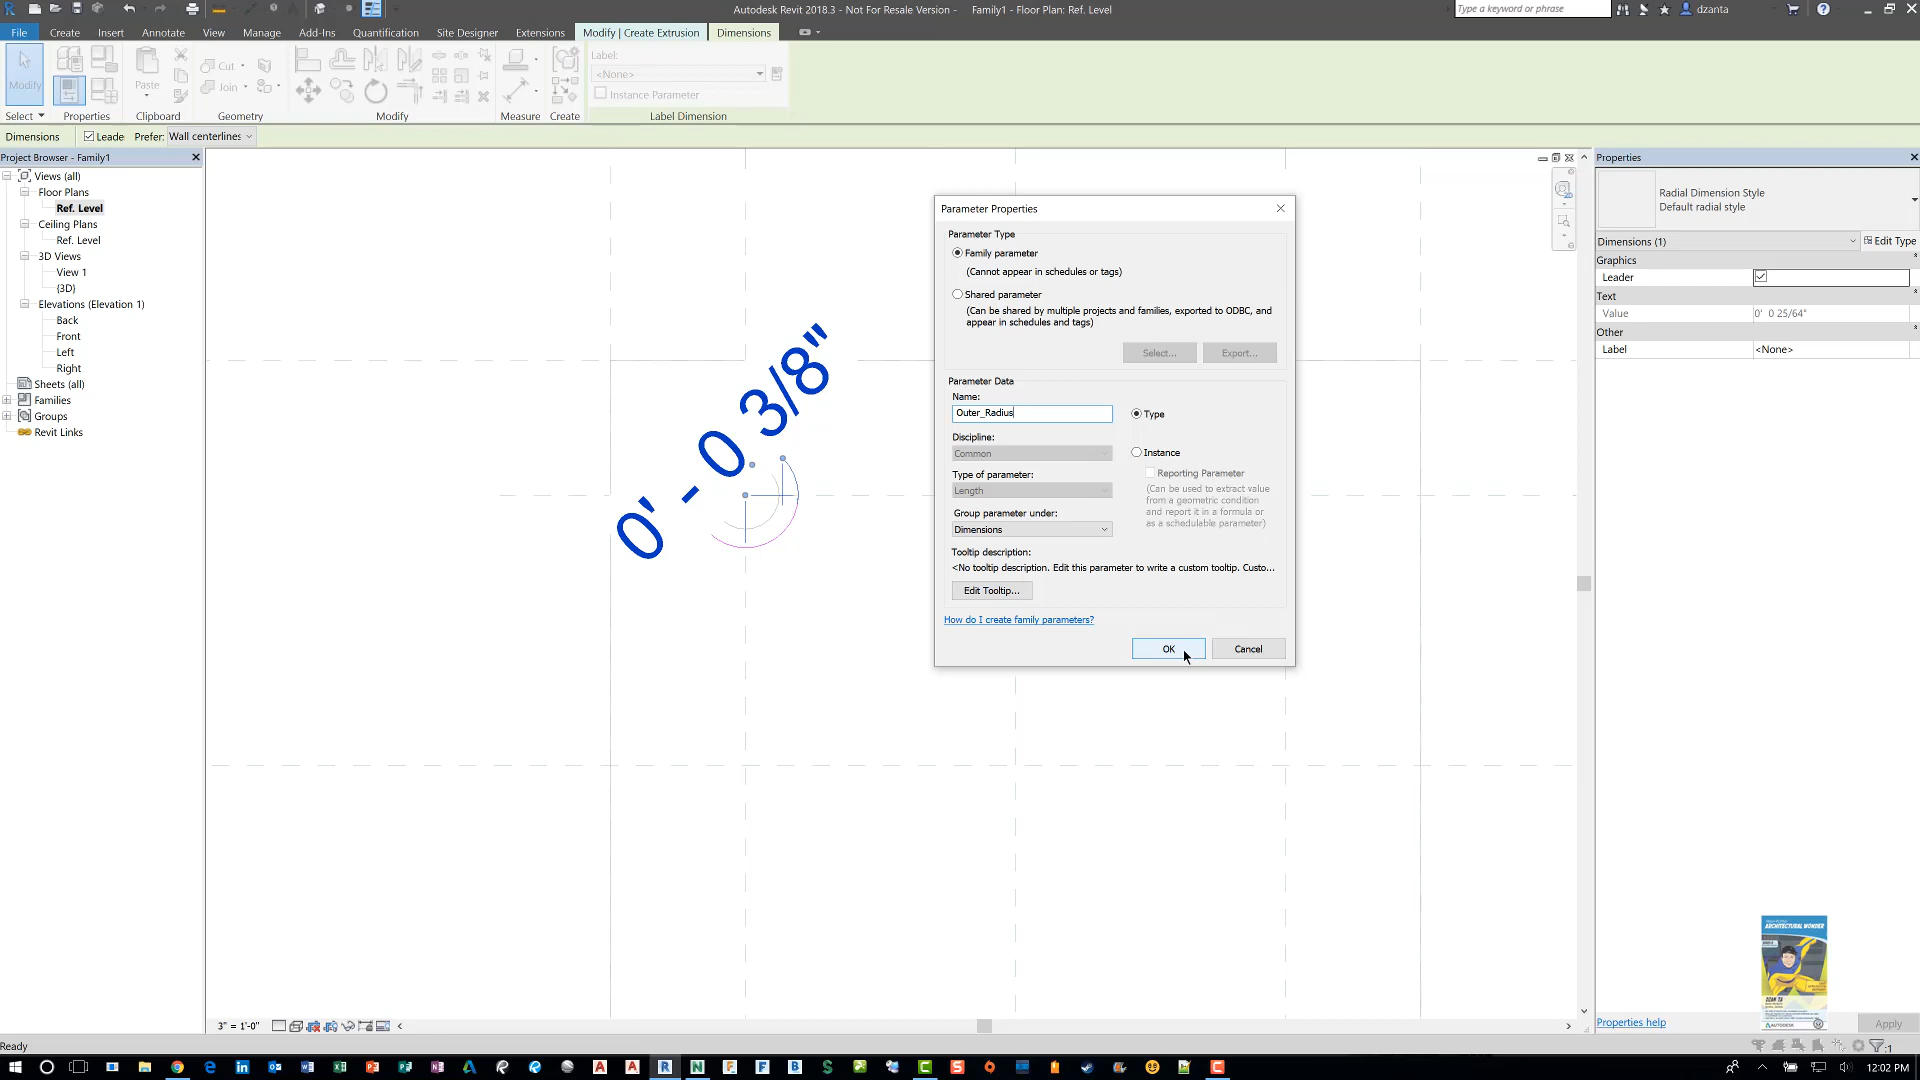 Autodesk Revit 2018.3 - Not For Resale Version - Family1 - Floor Plan: Ref. Level
Type a keyword or phrase
dzanta
File Create Insert Annotate View Manage Add-Ins Quantification Site Designer Extensions Modify | Create Extrusion Dimensions
Modify
Paste
Cut
Join
Label:
<None>
Instance Parameter
Select Properties Clipboard Geometry Modify Measure Create Label Dimension
Dimensions Leade Prefer: Wall centerlines
Project Browser - Family1
Views (all)
Floor Plans
Ref. Level
Ceiling Plans
Ref. Level
3D Views
View 1
{3D}
Elevations (Elevation 1)
Back
Front
Left
Right
Sheets (all)
Families
Groups
Revit Links
0' - 0 3/8"
Parameter Properties
Parameter Type
Family parameter
(Cannot appear in schedules or tags)
Shared parameter
(Can be shared by multiple projects and families, exported to ODBC, and
appear in schedules and tags)
Select... Export...
Parameter Data
Name:
Outer_Radius
Type
Discipline:
Common
Instance
Type of parameter:
Reporting Parameter
Length
(Can be used to extract value
from a geometric condition
and report it in a formula or
as a schedulable parameter)
Group parameter under:
Dimensions
Tooltip description:
<No tooltip description. Edit this parameter to write a custom tooltip. Custo...
Edit Tooltip...
How do I create family parameters?
OK Cancel
Properties
Radial Dimension Style
Default radial style
Dimensions (1) Edit Type
Graphics
Leader
Text
Value 0' 0 25/64"
Other
Label <None>
ARCHITECTURAL WONDER
AUTODESK
Properties help Apply
3" = 1'-0"
Ready
:1
12:02 PM